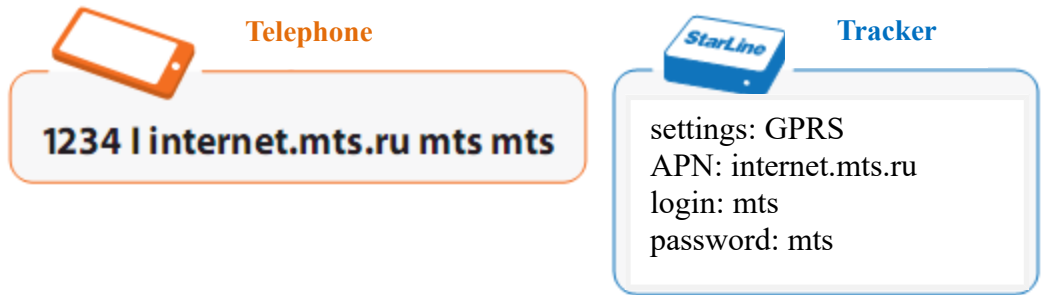 Telephone
1234 I internet.mts.ru mts mts
Tracker
StarLine
settings: GPRS
APN: internet.mts.ru
login: mts
password: mts